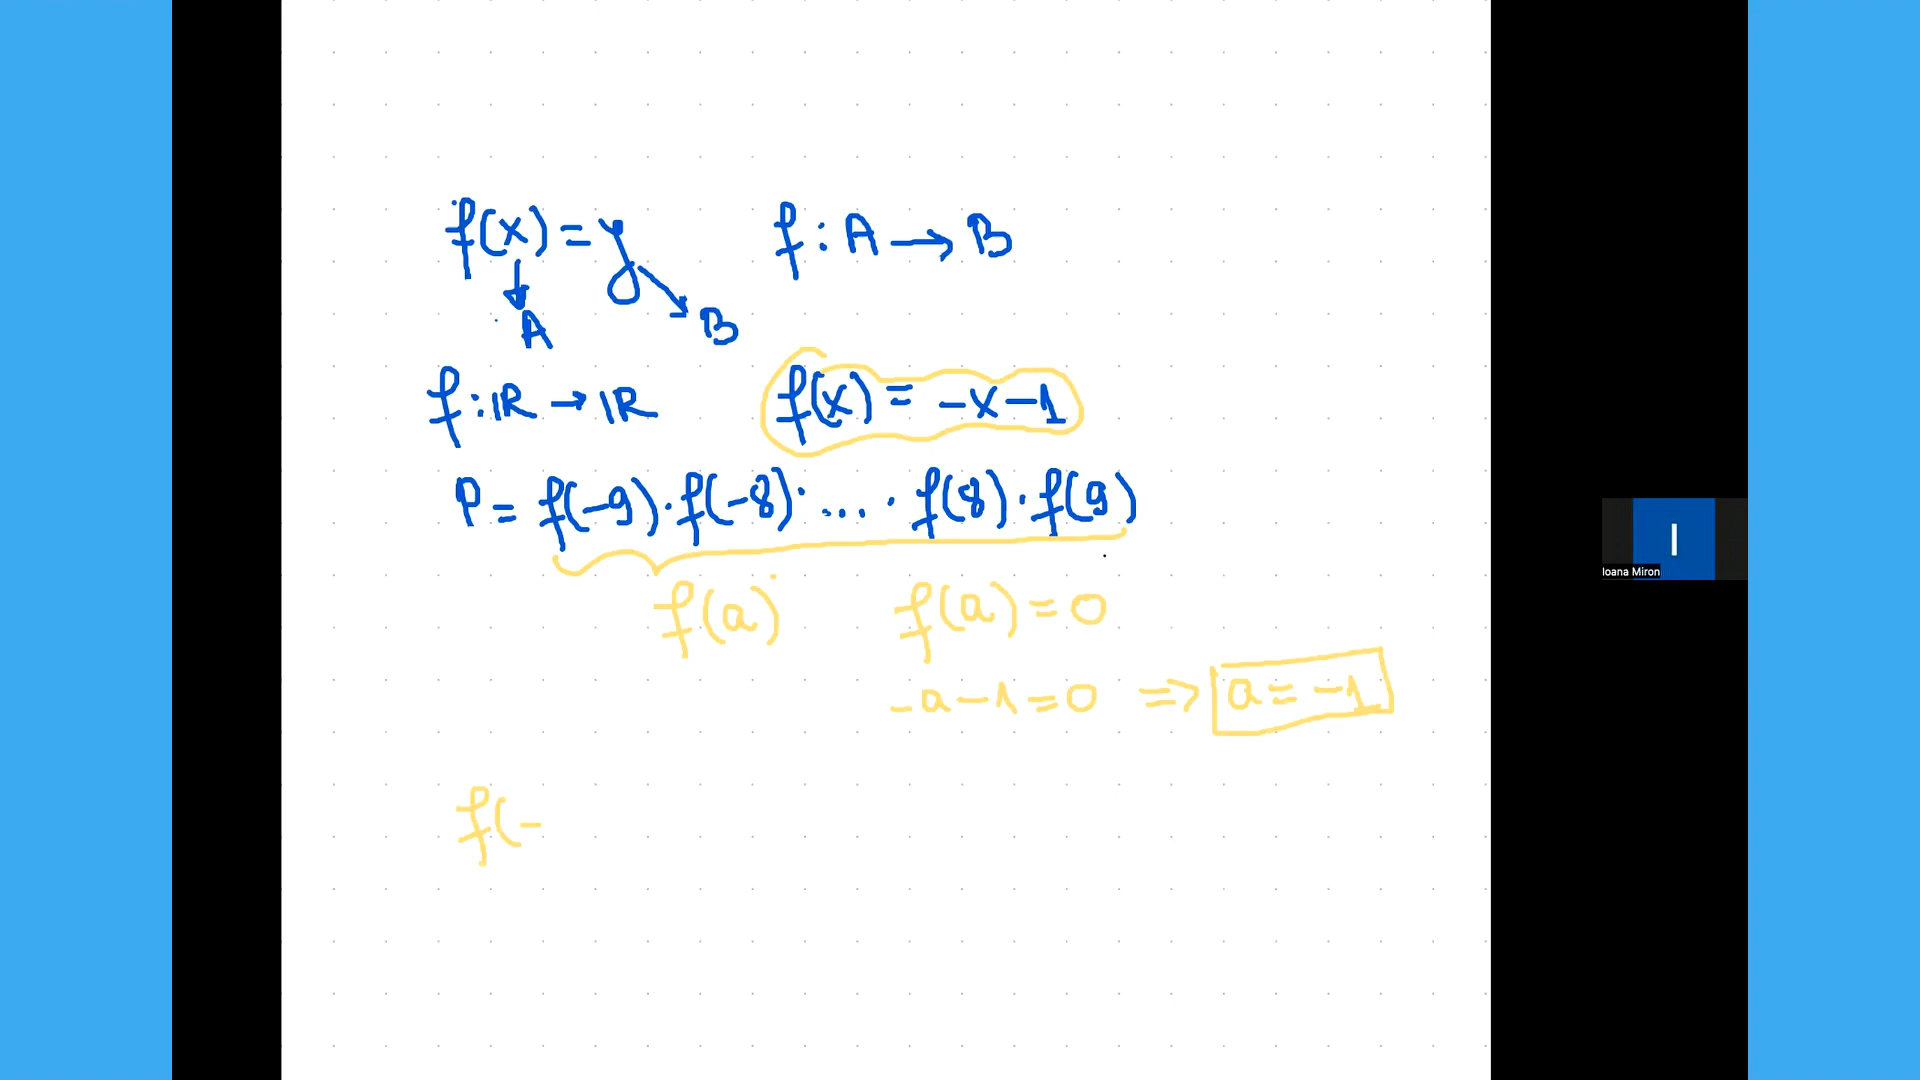 f(x) = y f : A → B
A
B
f : ℝ → ℝ f(x) = -x-1
P = f(-9)·f(-8)· ... · f(8)·f(9)
f(a) f(a) = 0
-a-1=0 => a = -1
f(-
I
Ioana Miron